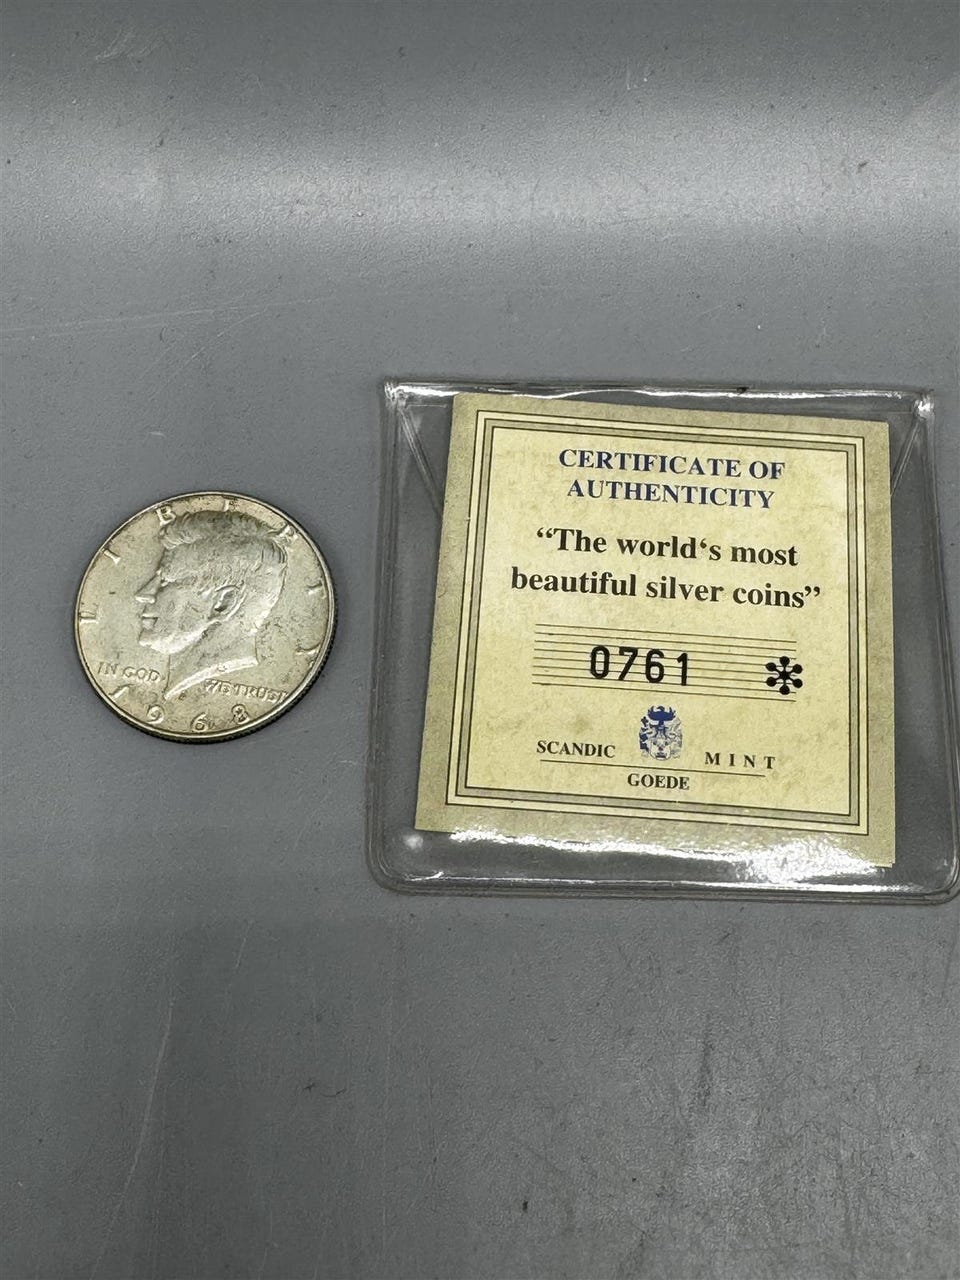 LIBERTY
IN GOD WE TRUST
1968
CERTIFICATE OF
AUTHENTICITY
“The world‘s most
beautiful silver coins”
0761
SCANDIC MINT
GOEDE